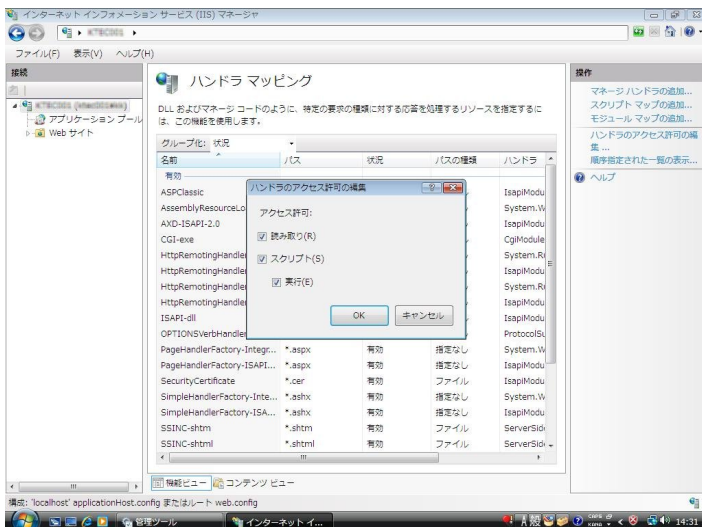 インターネット インフォメーション サービス (IIS) マネージャ
ファイル(F) 表示(V) ヘルプ(H)
接続
アプリケーション プール
Web サイト
ハンドラ マッピング
DLL およびマネージ コードのように、特定の要求の種類に対する応答を処理するリソースを指定するに
は、この機能を使用します。
グループ化: 状況
名前 パス 状況 パスの種類 ハンドラ
有効
ASPClassic IsapiModu
AssemblyResourceLo System.W
AXD-ISAPI-2.0 IsapiModu
CGI-exe CgiModule
HttpRemotingHandler System.Ru
HttpRemotingHandler IsapiModu
HttpRemotingHandler System.Ru
HttpRemotingHandler IsapiModu
ISAPI-dll IsapiModu
OPTIONSVerbHandler ProtocolSu
PageHandlerFactory-Integr... *.aspx 有効 指定なし System.W
PageHandlerFactory-ISAPI... *.aspx 有効 指定なし IsapiModu
SecurityCertificate *.cer 有効 ファイル IsapiModu
SimpleHandlerFactory-Inte... *.ashx 有効 指定なし System.W
SimpleHandlerFactory-ISA... *.ashx 有効 指定なし IsapiModu
SSINC-shtm *.shtm 有効 ファイル ServerSid
SSINC-shtml *.shtml 有効 ファイル ServerSid
ハンドラのアクセス許可の編集
アクセス許可:
読み取り(R)
スクリプト(S)
実行(E)
OK キャンセル
機能ビュー コンテンツ ビュー
操作
マネージ ハンドラの追加...
スクリプト マップの追加...
モジュール マップの追加...
ハンドラのアクセス許可の編
集 ...
順序指定された一覧の表示...
ヘルプ
構成: 'localhost' applicationHost.config またはルート web.config
管理ツール インターネット イ... A 般 CAPS KANA 14:31